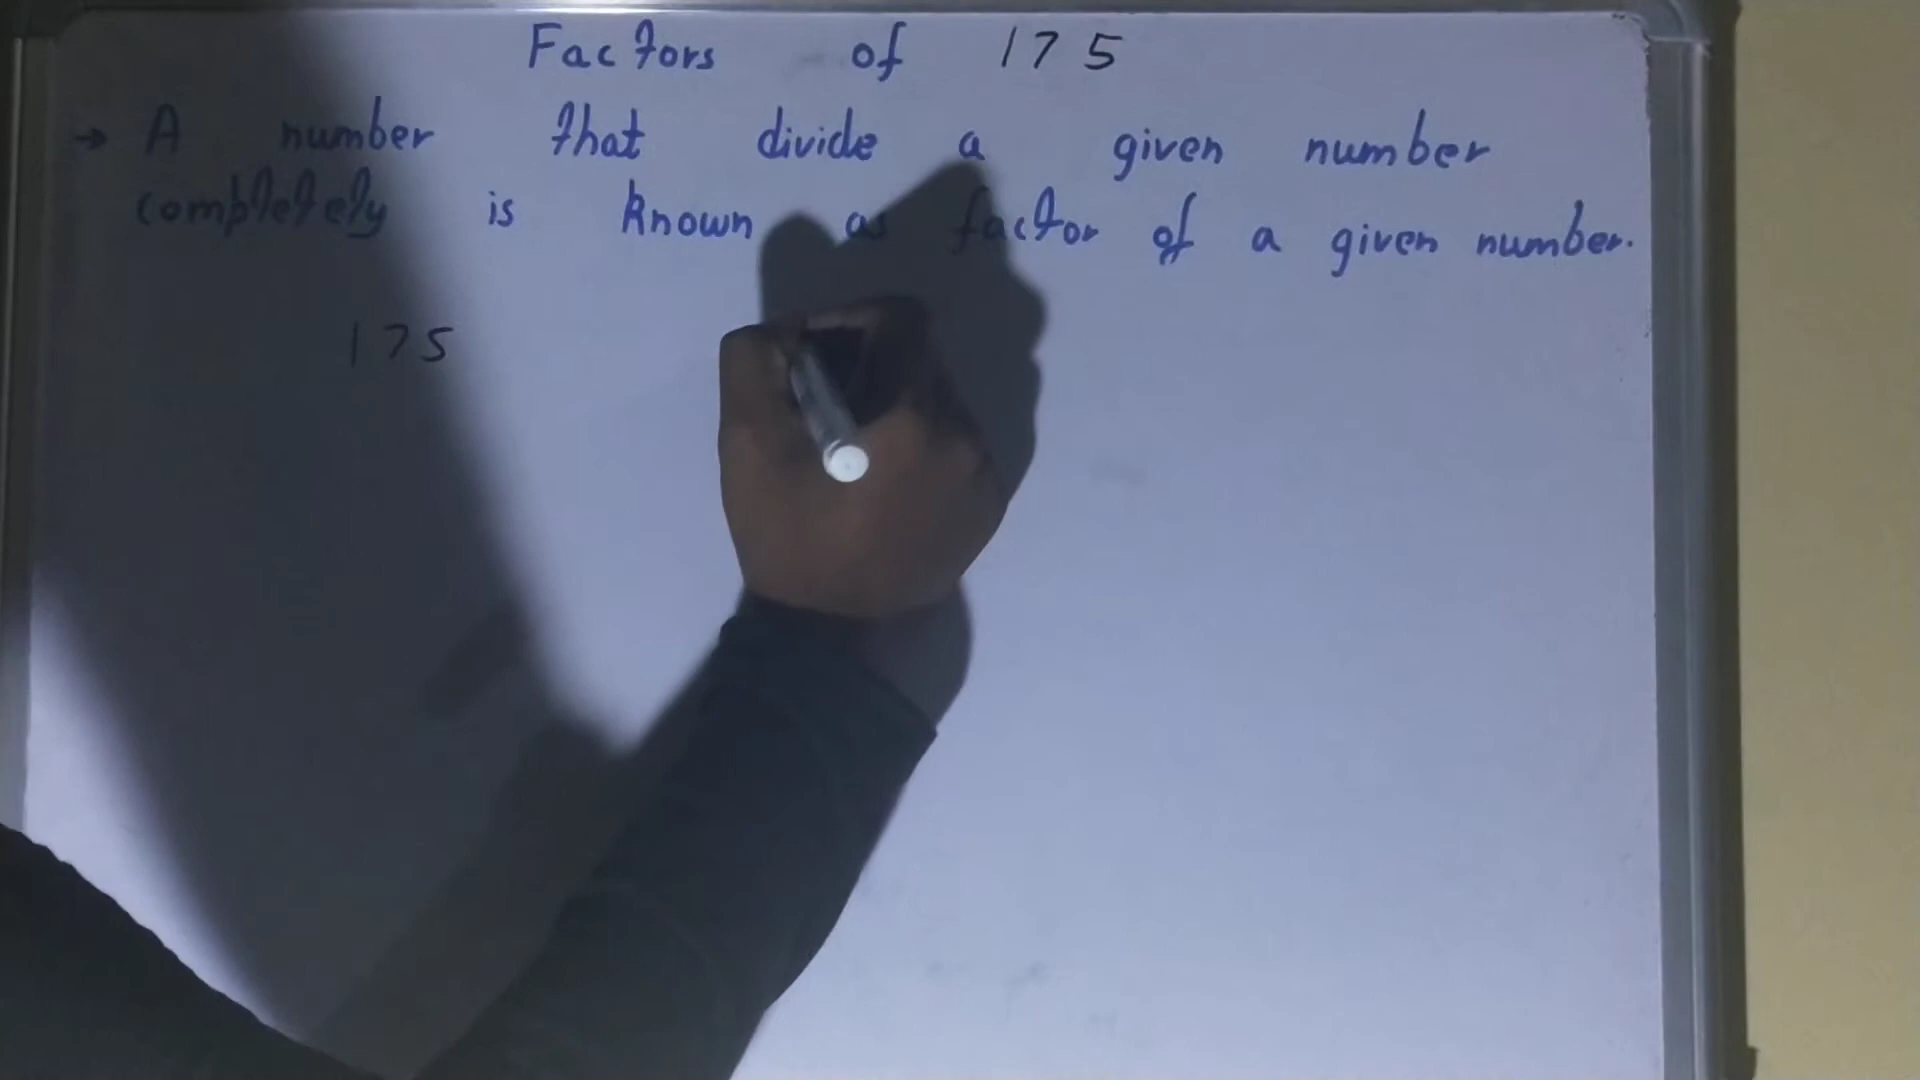 Factors of 175
→ A number that divide a given number
completely is known as factor of a given number.
175